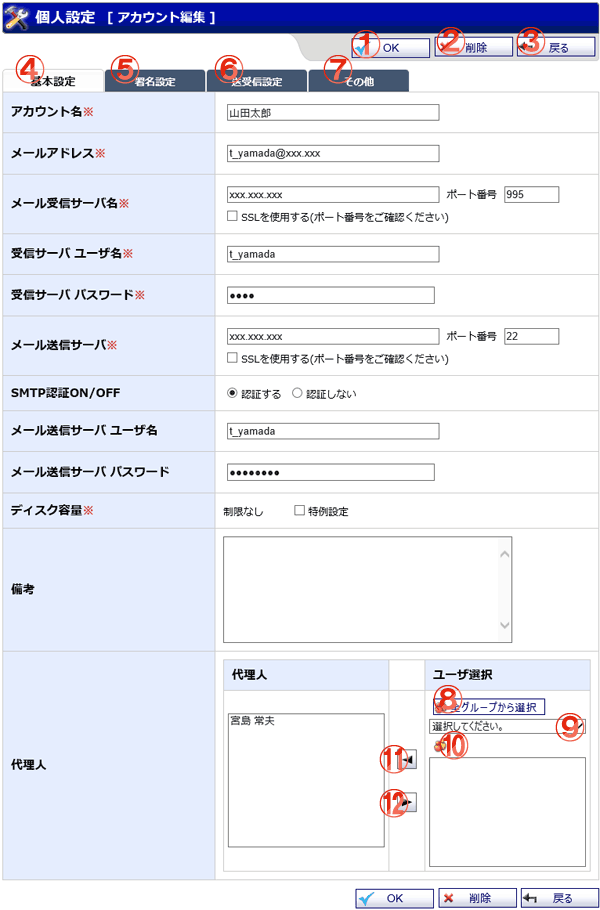 個人設定 [ アカウント編集 ]
① OK ② 削除 ③ 戻る
④ 基本設定 ⑤ 署名設定 ⑥ 送受信設定 ⑦ その他
アカウント名※ 山田太郎
メールアドレス※ t_yamada@xxx.xxx
メール受信サーバ名※ xxx.xxx.xxx ポート番号 995
SSLを使用する(ポート番号をご確認ください)
受信サーバ ユーザ名※ t_yamada
受信サーバ パスワード※ ●●●●
メール送信サーバ※ xxx.xxx.xxx ポート番号 22
SSLを使用する(ポート番号をご確認ください)
SMTP認証ON/OFF 認証する 認証しない
メール送信サーバ ユーザ名 t_yamada
メール送信サーバ パスワード ●●●●●●●●
ディスク容量※ 制限なし 特例設定
備考
代理人
代理人 ユーザ選択
⑧ 全グループから選択
宮島 常夫
選択してください。 ⑨
⑩
⑪
⑫
OK 削除 戻る